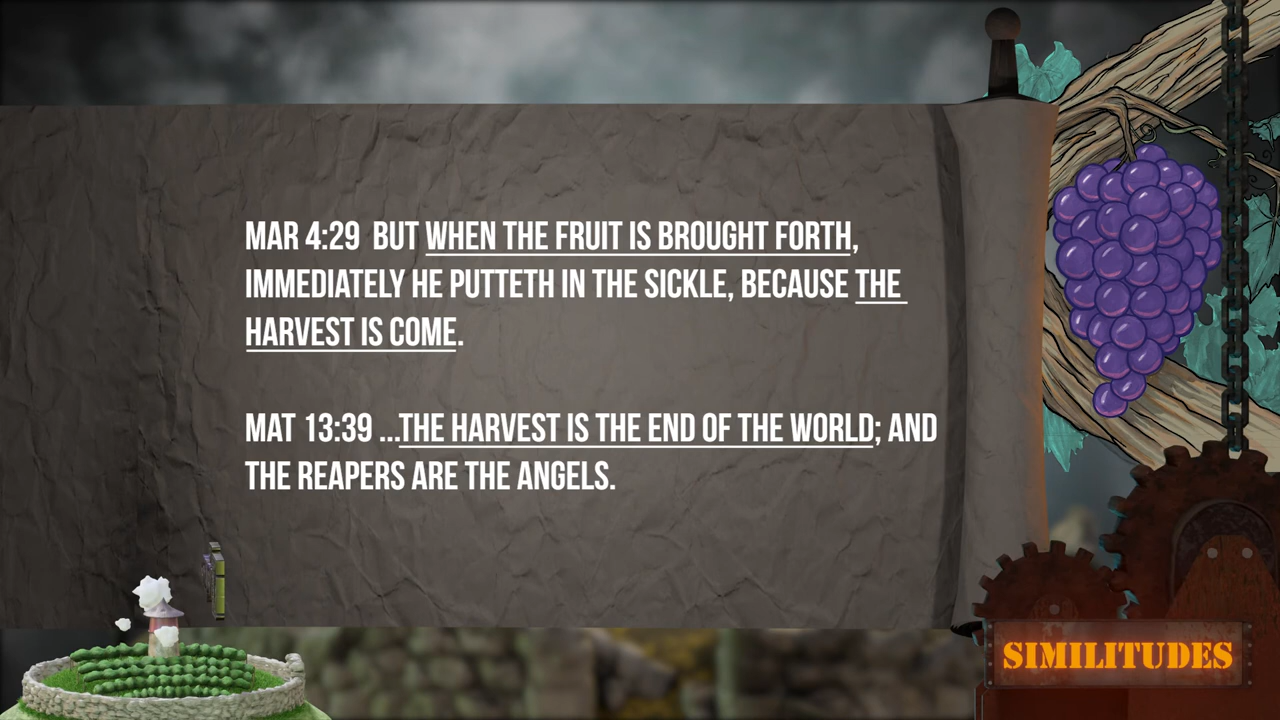 MAR 4:29 BUT WHEN THE FRUIT IS BROUGHT FORTH,
IMMEDIATELY HE PUTTETH IN THE SICKLE, BECAUSE THE
HARVEST IS COME.
MAT 13:39 ...THE HARVEST IS THE END OF THE WORLD; AND
THE REAPERS ARE THE ANGELS.
SIMILITUDES